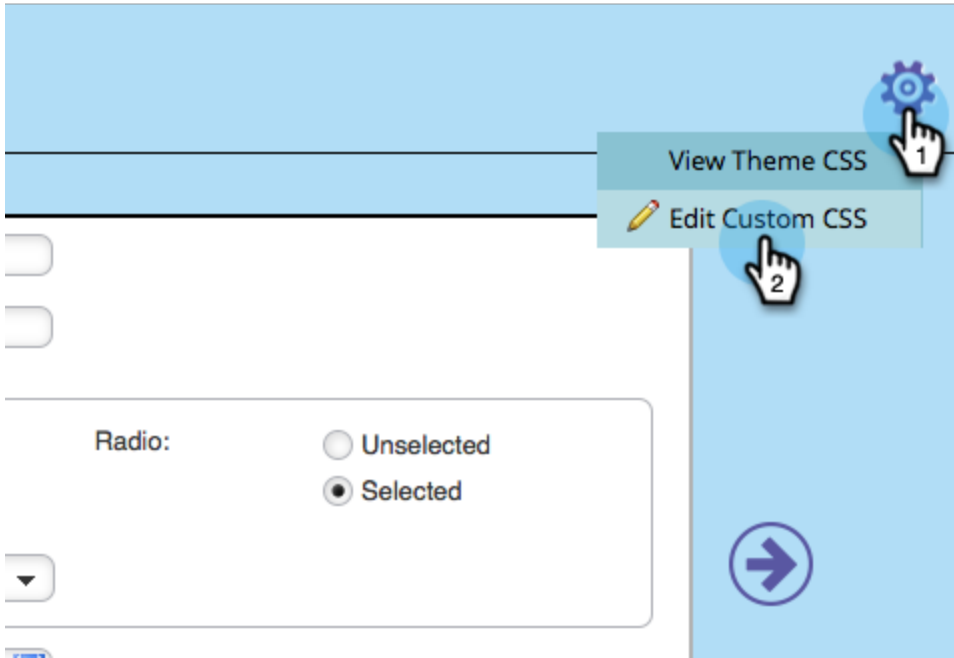 1
View Theme CSS
Edit Custom CSS
2
Radio:
Unselected
Selected